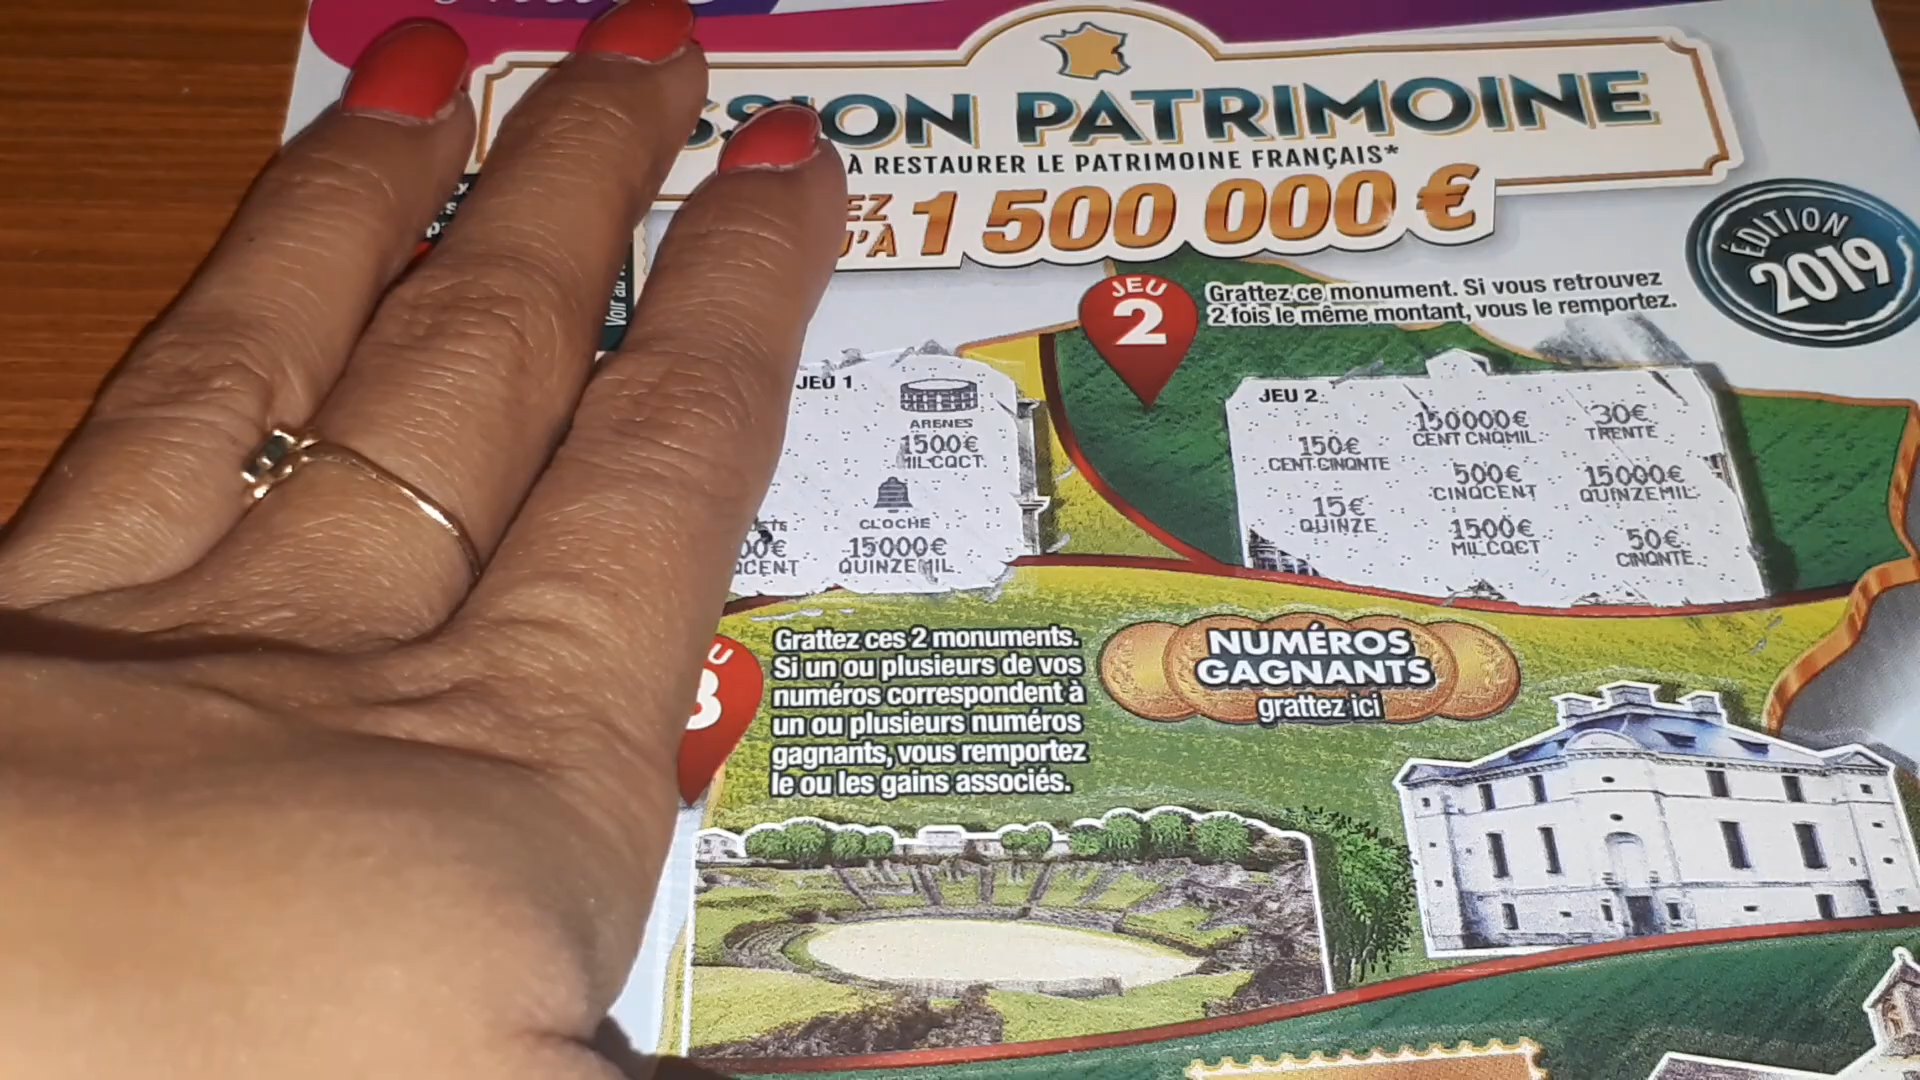 PATRIMOINE
À RESTAURER LE PATRIMOINE FRANÇAIS*
1 500 000 €
ÉDITION
2019
JEU
2
Grattez ce monument. Si vous retrouvez
2 fois le même montant, vous le remportez.
Voir au
JEU 1
ARENES
1500€
MILCQCT
CLOCHE
15000€
QUINZEMIL
JEU 2
150€
CENTCINQNTE
150000€
CENT CNQMIL
30€
TRENTE
500€
CINQCENT
15000€
QUINZEMIL
15€
QUINZE
1500€
MILCQCT
50€
CINQNTE
3
Grattez ces 2 monuments.
Si un ou plusieurs de vos
numéros correspondent à
un ou plusieurs numéros
gagnants, vous remportez
le ou les gains associés.
NUMÉROS
GAGNANTS
grattez ici